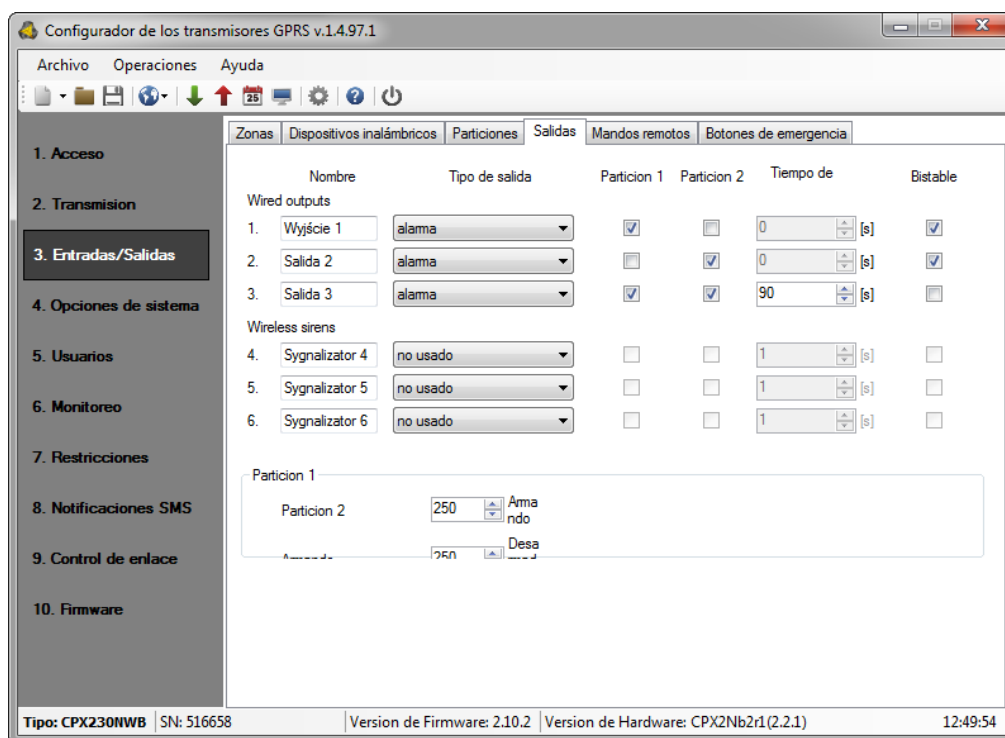 Configurador de los transmisores GPRS v.1.4.97.1
Archivo Operaciones Ayuda
25
Zonas Dispositivos inalámbricos Particiones Salidas Mandos remotos Botones de emergencia
1. Acceso
2. Transmision
3. Entradas/Salidas
4. Opciones de sistema
5. Usuarios
6. Monitoreo
7. Restricciones
8. Notificaciones SMS
9. Control de enlace
10. Firmware
Nombre Tipo de salida Particion 1 Particion 2 Tiempo de Bistable
Wired outputs
1. Wyjście 1 alarma 0 [s]
2. Salida 2 alarma 0 [s]
3. Salida 3 alarma 90 [s]
Wireless sirens
4. Sygnalizator 4 no usado 1 [s]
5. Sygnalizator 5 no usado 1 [s]
6. Sygnalizator 6 no usado 1 [s]
Particion 1
Particion 2 250 Arma
ndo
Desa
250
Tipo: CPX230NWB SN: 516658 Version de Firmware: 2.10.2 Version de Hardware: CPX2Nb2r1(2.2.1) 12:49:54